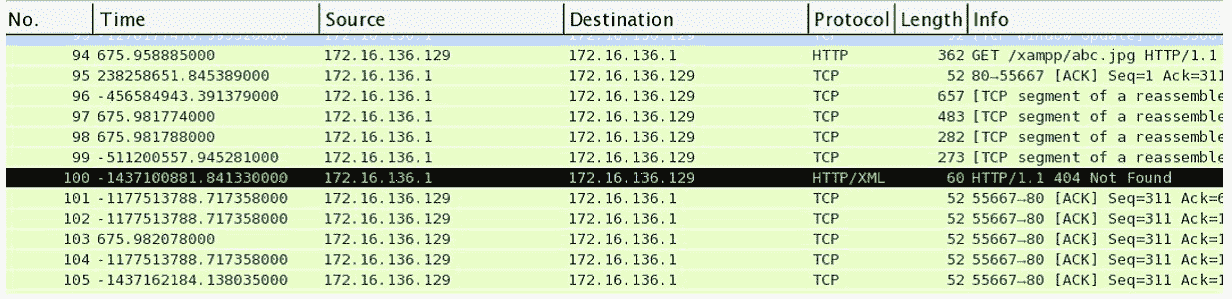 No. Time Source Destination Protocol Length Info
94 675.958885000 172.16.136.129 172.16.136.1 HTTP 362 GET /xampp/abc.jpg HTTP/1.1
95 238258651.845389000 172.16.136.1 172.16.136.129 TCP 52 80→55667 [ACK] Seq=1 Ack=311
96 -456584943.391379000 172.16.136.1 172.16.136.129 TCP 657 [TCP segment of a reassemble
97 675.981774000 172.16.136.1 172.16.136.129 TCP 483 [TCP segment of a reassemble
98 675.981788000 172.16.136.1 172.16.136.129 TCP 282 [TCP segment of a reassemble
99 -511200557.945281000 172.16.136.1 172.16.136.129 TCP 273 [TCP segment of a reassemble
100 -1437100881.841330000 172.16.136.1 172.16.136.129 HTTP/XML 60 HTTP/1.1 404 Not Found
101 -1177513788.717358000 172.16.136.129 172.16.136.1 TCP 52 55667→80 [ACK] Seq=311 Ack=6
102 -1177513788.717358000 172.16.136.129 172.16.136.1 TCP 52 55667→80 [ACK] Seq=311 Ack=1
103 675.982078000 172.16.136.129 172.16.136.1 TCP 52 55667→80 [ACK] Seq=311 Ack=1
104 -1177513788.717358000 172.16.136.129 172.16.136.1 TCP 52 55667→80 [ACK] Seq=311 Ack=1
105 -1437162184.138035000 172.16.136.129 172.16.136.1 TCP 52 55667→80 [ACK] Seq=311 Ack=1